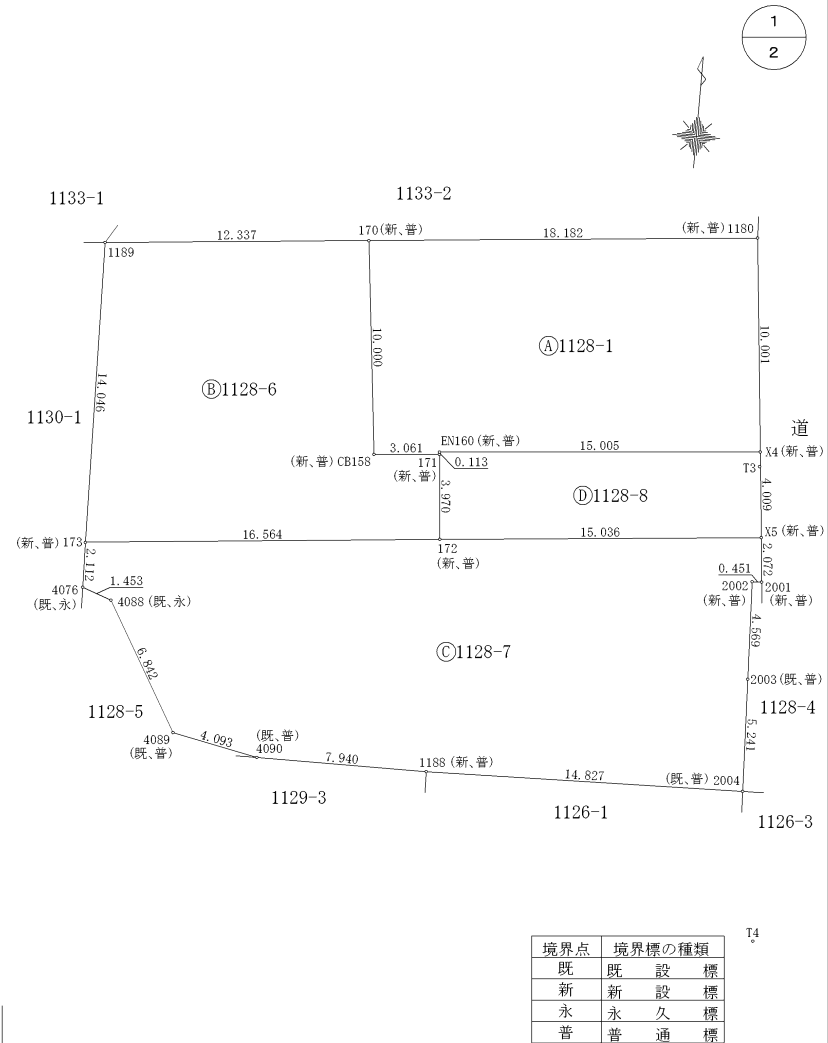 1
2
1133-1
1133-2
12.337
170(新、普)
18.182
(新、普)1180
1189
10.000
10.001
Ⓐ1128-1
14.046
Ⓑ1128-6
1130-1
道
EN160(新、普)
15.005
3.061
(新、普)CB158
171
(新、普)
0.113
X4(新、普)
T3
3.970
4.009
Ⓓ1128-8
(新、普)173
16.564
15.036
X5(新、普)
172
(新、普)
2.112
2.072
0.451
1.453
4076
(既、永)
4088(既、永)
2002
(新、普)
2001
(新、普)
4.569
6.842
Ⓒ1128-7
2003(既、普)
1128-5
1128-4
5.241
4089
(既、普)
4.093
(既、普)
4090
7.940
1188(新、普)
14.827
(既、普)2004
1129-3
1126-1
1126-3
T4
境界点 境界標の種類
既 既設標
新 新設標
永 永久標
普 普通標